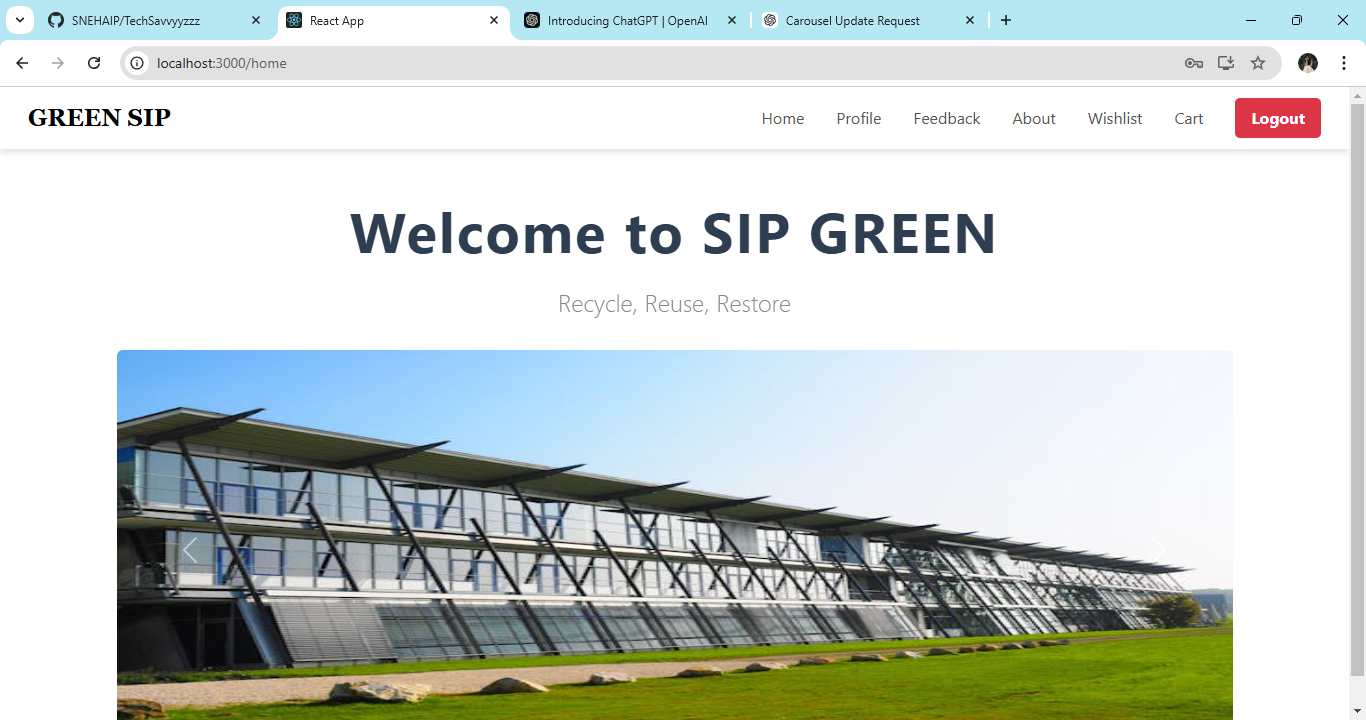 SNEHAIP/TechSavvyyzzz
React App
Introducing ChatGPT | OpenAI
Carousel Update Request
localhost:3000/home
GREEN SIP
Home
Profile
Feedback
About
Wishlist
Cart
Logout
Welcome to SIP GREEN
Recycle, Reuse, Restore